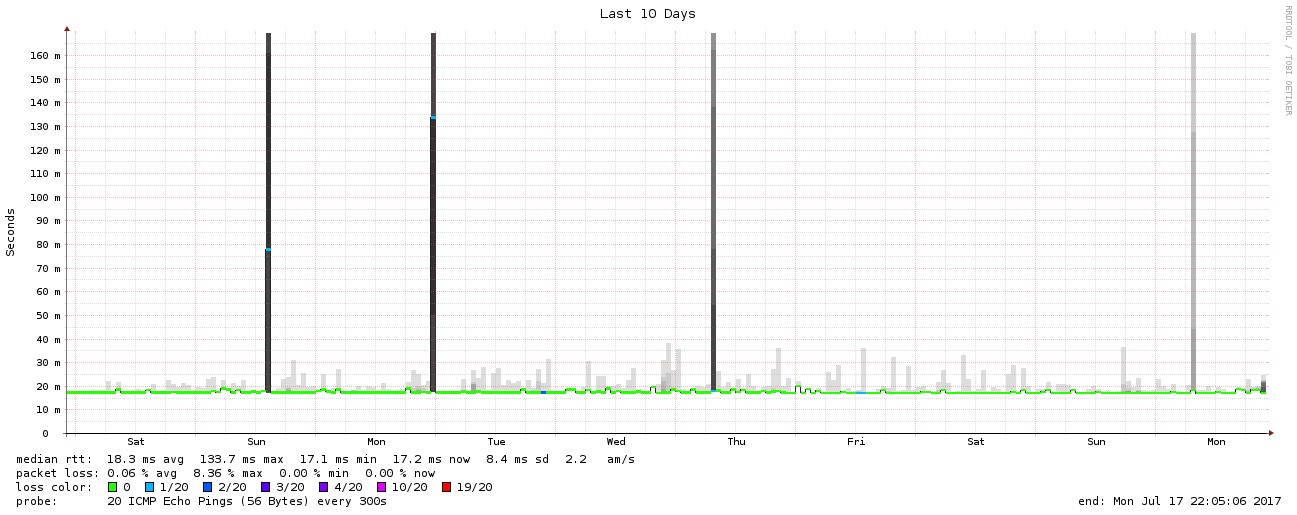 Last 10 Days
RRDTOOL / TOBI OETIKER
Seconds
160 m
150 m
140 m
130 m
120 m
110 m
100 m
90 m
80 m
70 m
60 m
50 m
40 m
30 m
20 m
10 m
0
Sat Sun Mon Tue Wed Thu Fri Sat Sun Mon
median rtt: 18.3 ms avg 133.7 ms max 17.1 ms min 17.2 ms now 8.4 ms sd 2.2 am/s
packet loss: 0.06 % avg 8.36 % max 0.00 % min 0.00 % now
loss color: 0 1/20 2/20 3/20 4/20 10/20 19/20
probe: 20 ICMP Echo Pings (56 Bytes) every 300s end: Mon Jul 17 22:05:06 2017